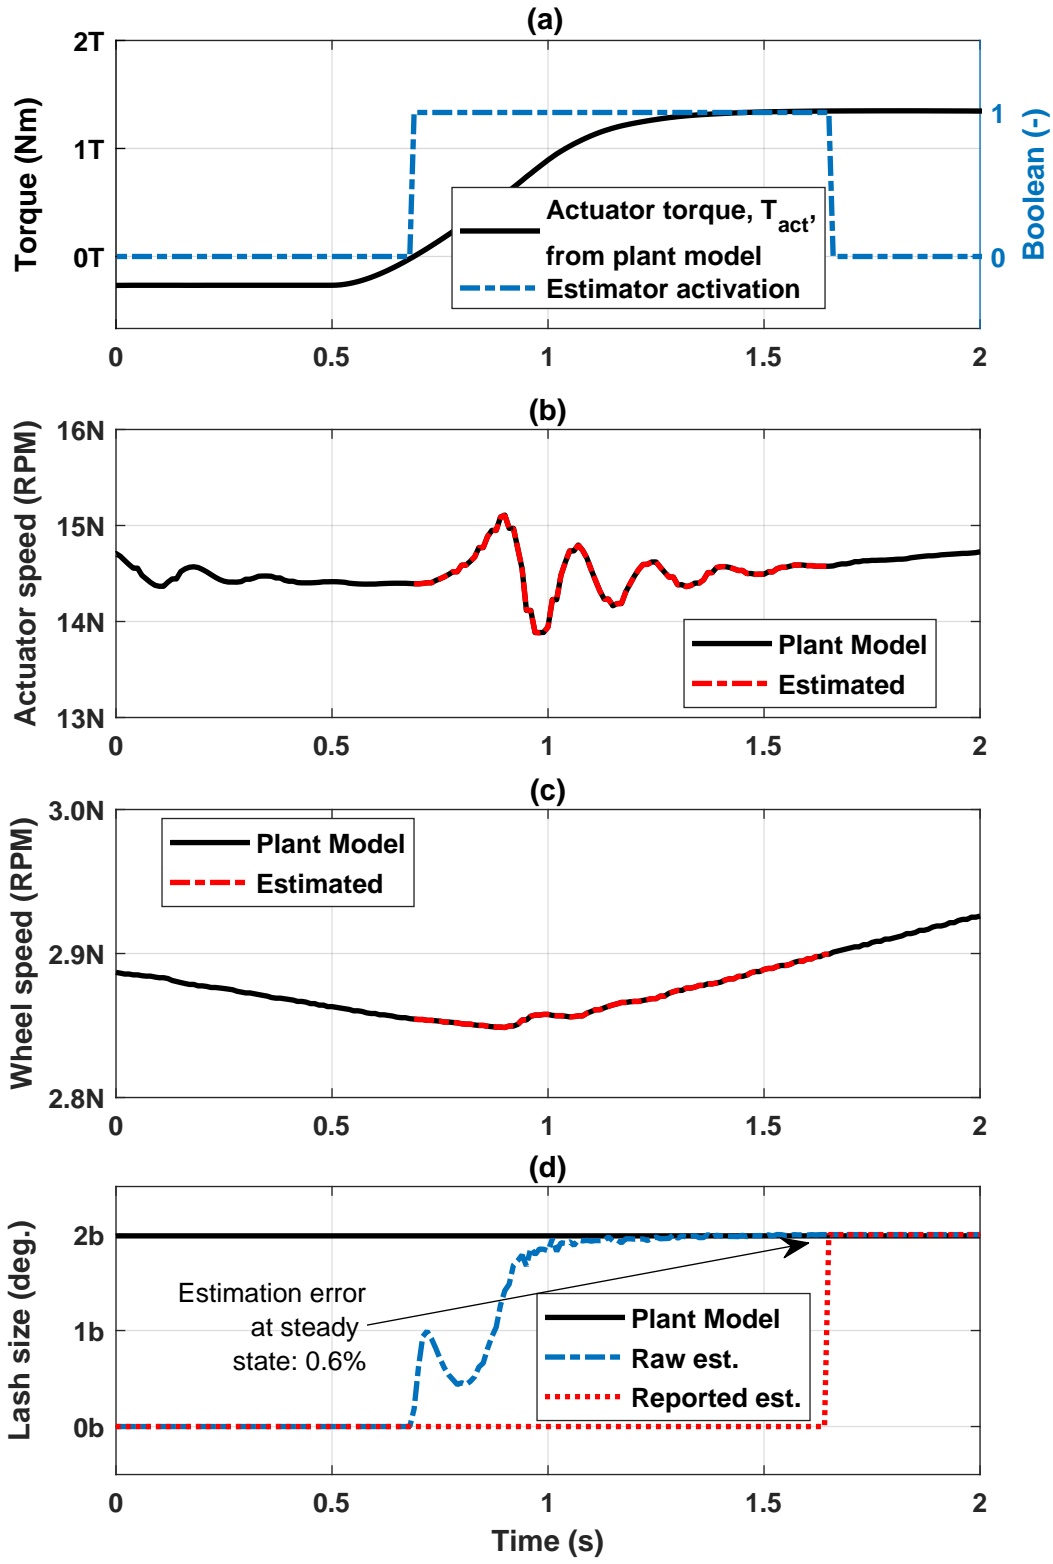 (a)
2T
1T
0T
Torque (Nm)
1
0
Boolean (-)
Actuator torque, T_act,
from plant model
Estimator activation
0 0.5 1 1.5 2
(b)
16N
15N
14N
13N
Actuator speed (RPM)
Plant Model
Estimated
0 0.5 1 1.5 2
(c)
3.0N
2.9N
2.8N
Wheel speed (RPM)
Plant Model
Estimated
0 0.5 1 1.5 2
(d)
2b
1b
0b
Lash size (deg.)
Estimation error
at steady
state: 0.6%
Plant Model
Raw est.
Reported est.
0 0.5 1 1.5 2
Time (s)